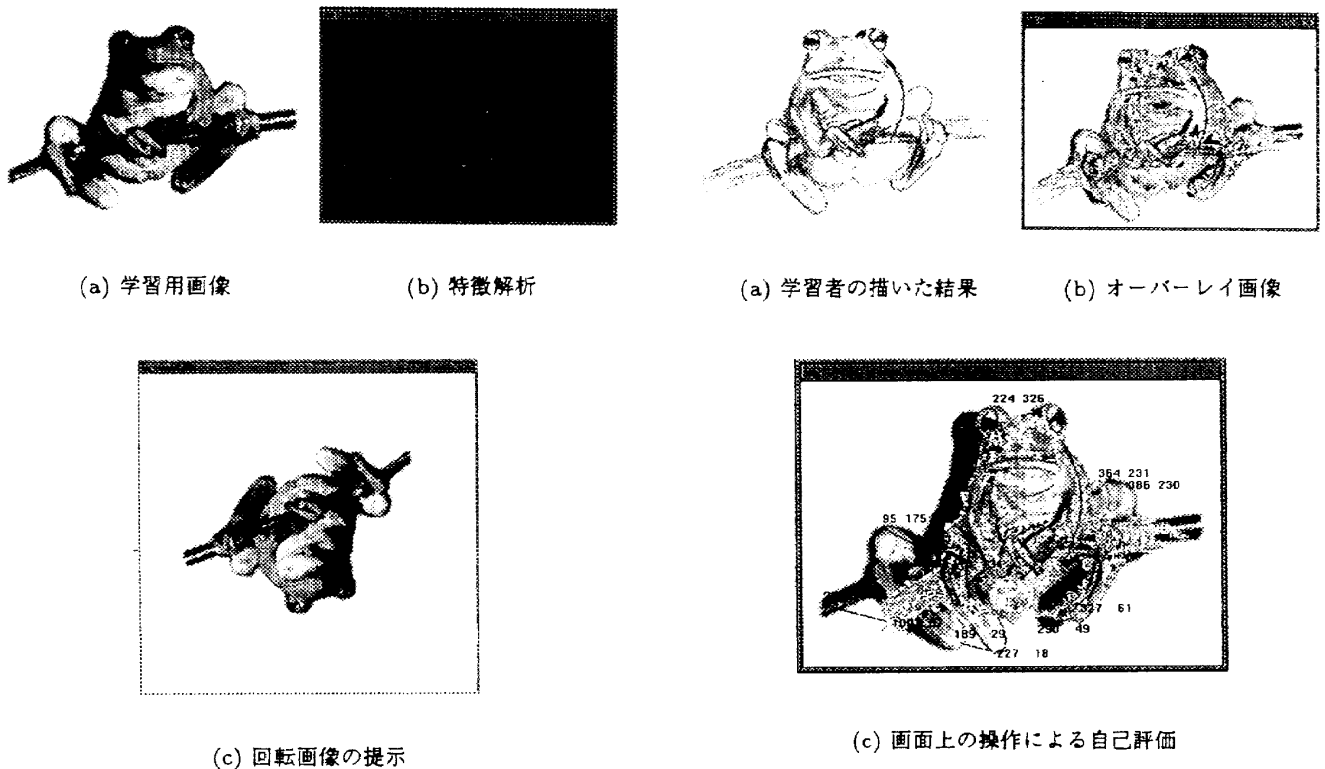 (a) 学習用画像
(b) 特徴解析
(a) 学習者の描いた結果
(b) オーバーレイ画像
224 326
364 231
386 230
95 175
327 61
290 49
189 29
227 18
(c) 回転画像の提示
(c) 画面上の操作による自己評価